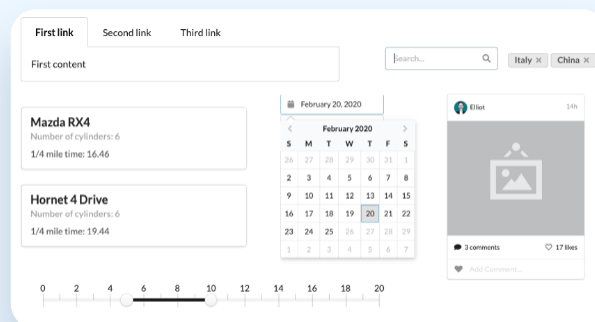 First link Second link Third link
First content
Search...
Italy × China ×
Mazda RX4
Number of cylinders: 6
1/4 mile time: 16.46
Hornet 4 Drive
Number of cylinders: 6
1/4 mile time: 19.44
February 20, 2020
February 2020
S M T W T F S
26 27 28 29 30 31 1
2 3 4 5 6 7 8
9 10 11 12 13 14 15
16 17 18 19 20 21 22
23 24 25 26 27 28 29
1 2 3 4 5 6 7
Elliot 14h
3 comments 17 likes
Add Comment...
0 2 4 6 8 10 12 14 16 18 20